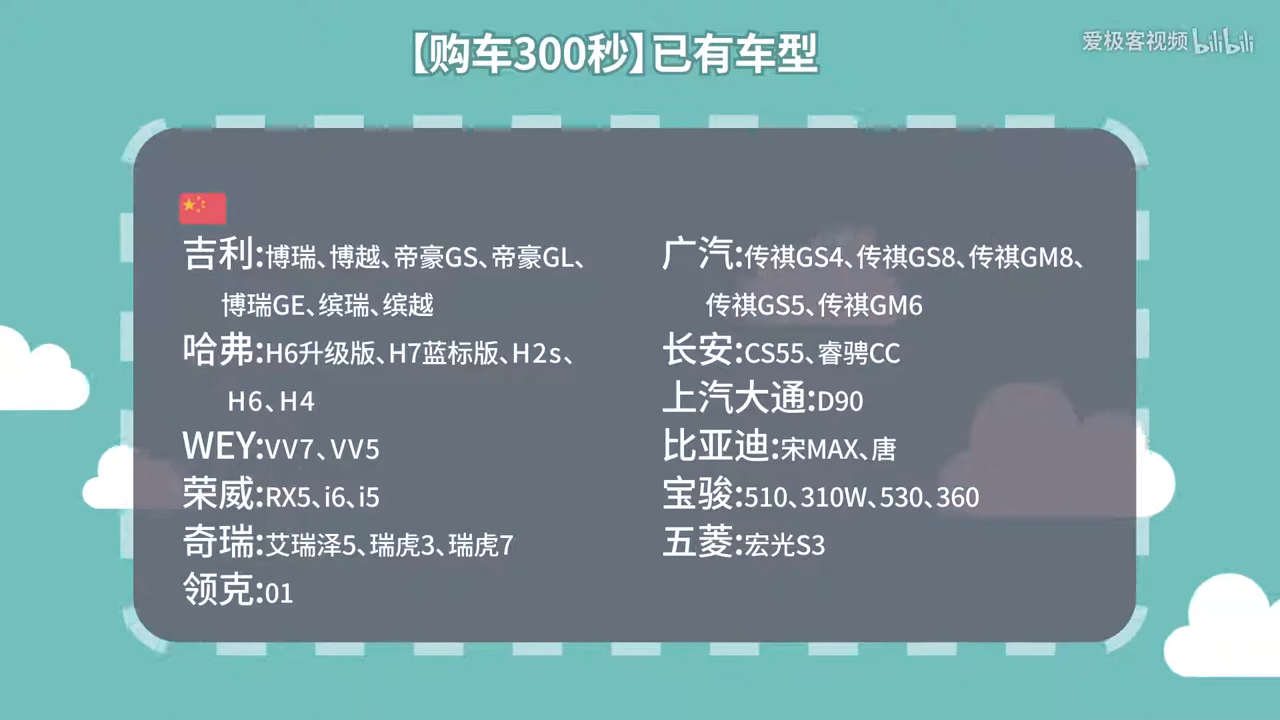 【购车300秒】已有车型
爱极客视频 bilibili
吉利:博瑞、博越、帝豪GS、帝豪GL、
博瑞GE、缤瑞、缤越
哈弗:H6升级版、H7蓝标版、H2s、
H6、H4
WEY:VV7、VV5
荣威:RX5、i6、i5
奇瑞:艾瑞泽5、瑞虎3、瑞虎7
领克:01
广汽:传祺GS4、传祺GS8、传祺GM8、
传祺GS5、传祺GM6
长安:CS55、睿骋CC
上汽大通:D90
比亚迪:宋MAX、唐
宝骏:510、310W、530、360
五菱:宏光S3